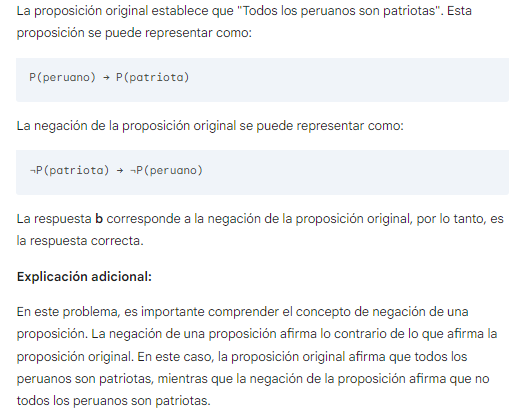 La proposición original establece que "Todos los peruanos son patriotas". Esta
proposición se puede representar como:
P(peruano) → P(patriota)
La negación de la proposición original se puede representar como:
¬P(patriota) → ¬P(peruano)
La respuesta b corresponde a la negación de la proposición original, por lo tanto, es
la respuesta correcta.
Explicación adicional:
En este problema, es importante comprender el concepto de negación de una
proposición. La negación de una proposición afirma lo contrario de lo que afirma la
proposición original. En este caso, la proposición original afirma que todos los
peruanos son patriotas, mientras que la negación de la proposición afirma que no
todos los peruanos son patriotas.